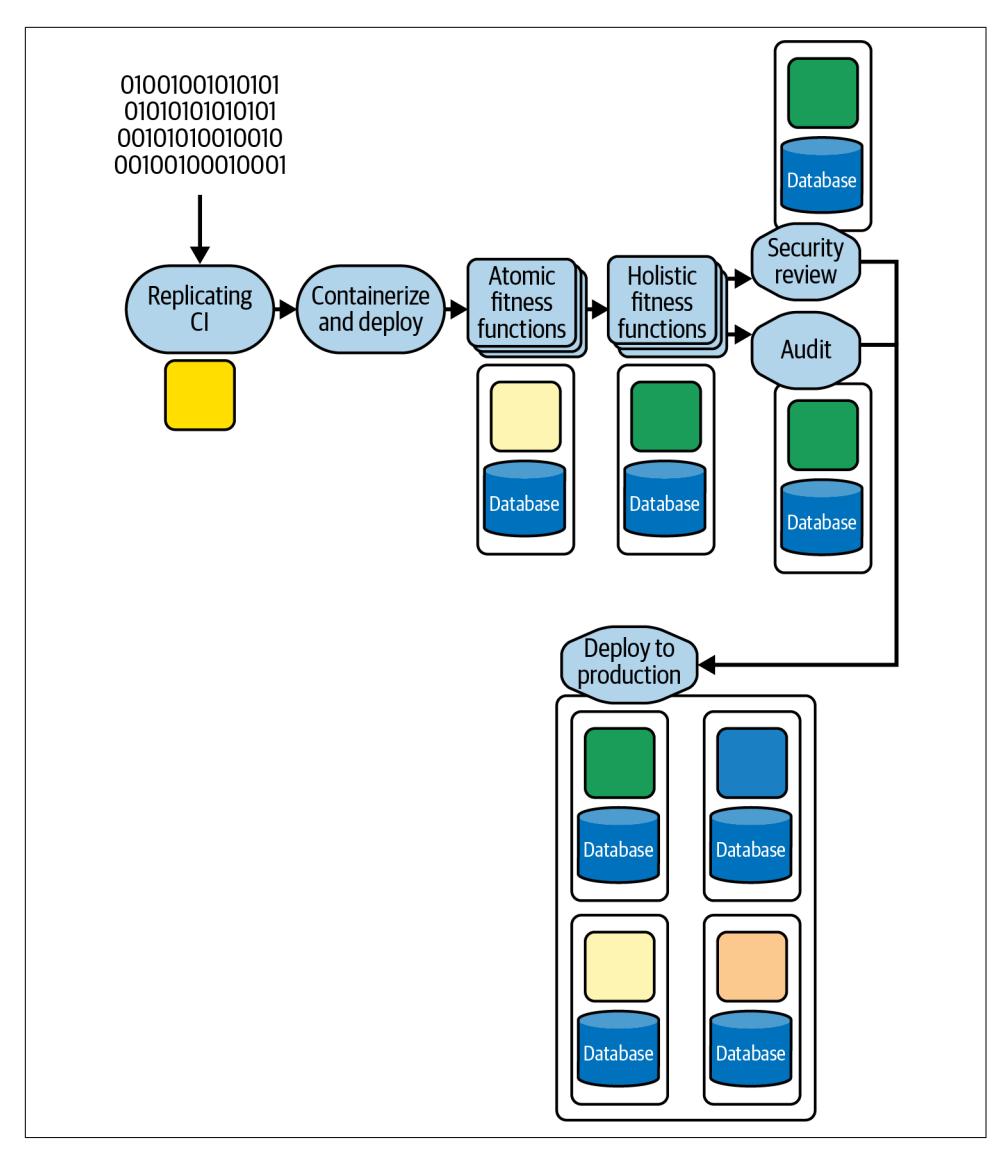 01001001010101
01010101010101
00101010010010
00100100010001
Replicating
CI
Containerize
and deploy
Atomic
fitness
functions
Holistic
fitness
functions
Security
review
Audit
Database
Database
Database
Database
Deploy to
production
Database
Database
Database
Database